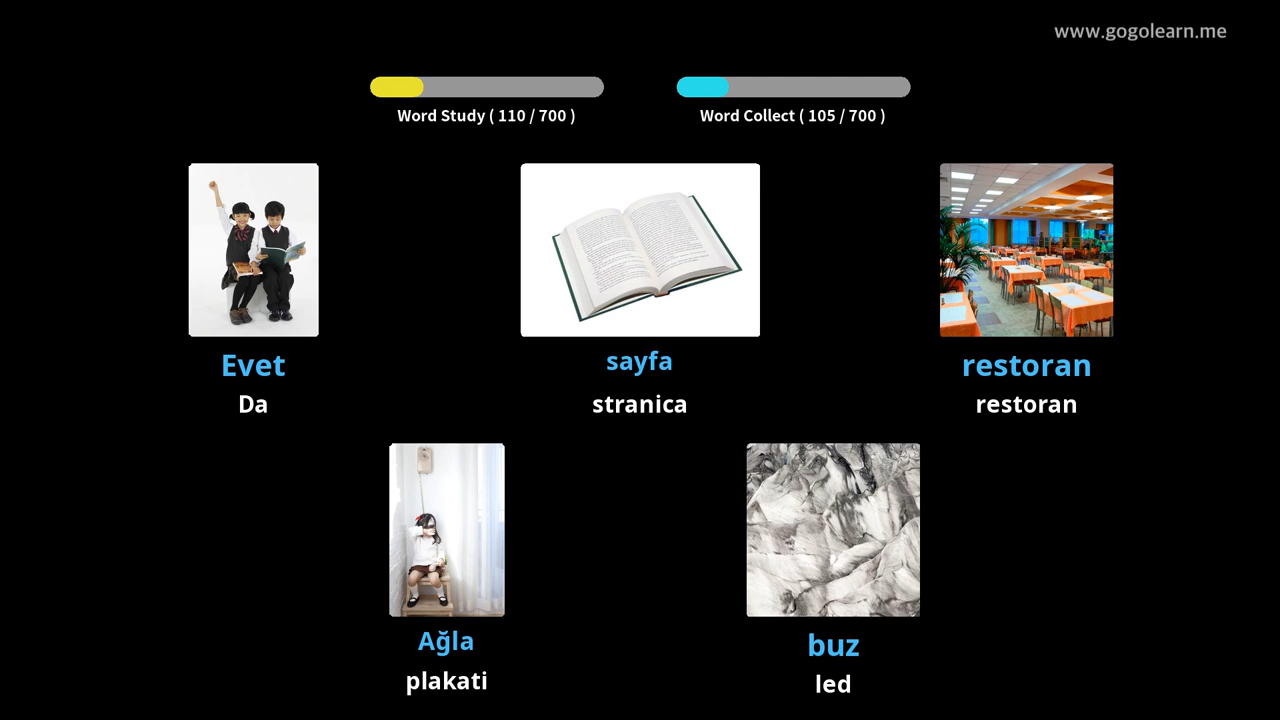 www.gogolearn.me
Word Study ( 110 / 700 )
Word Collect ( 105 / 700 )
Evet
Da
sayfa
stranica
restoran
restoran
Ağla
plakati
buz
led